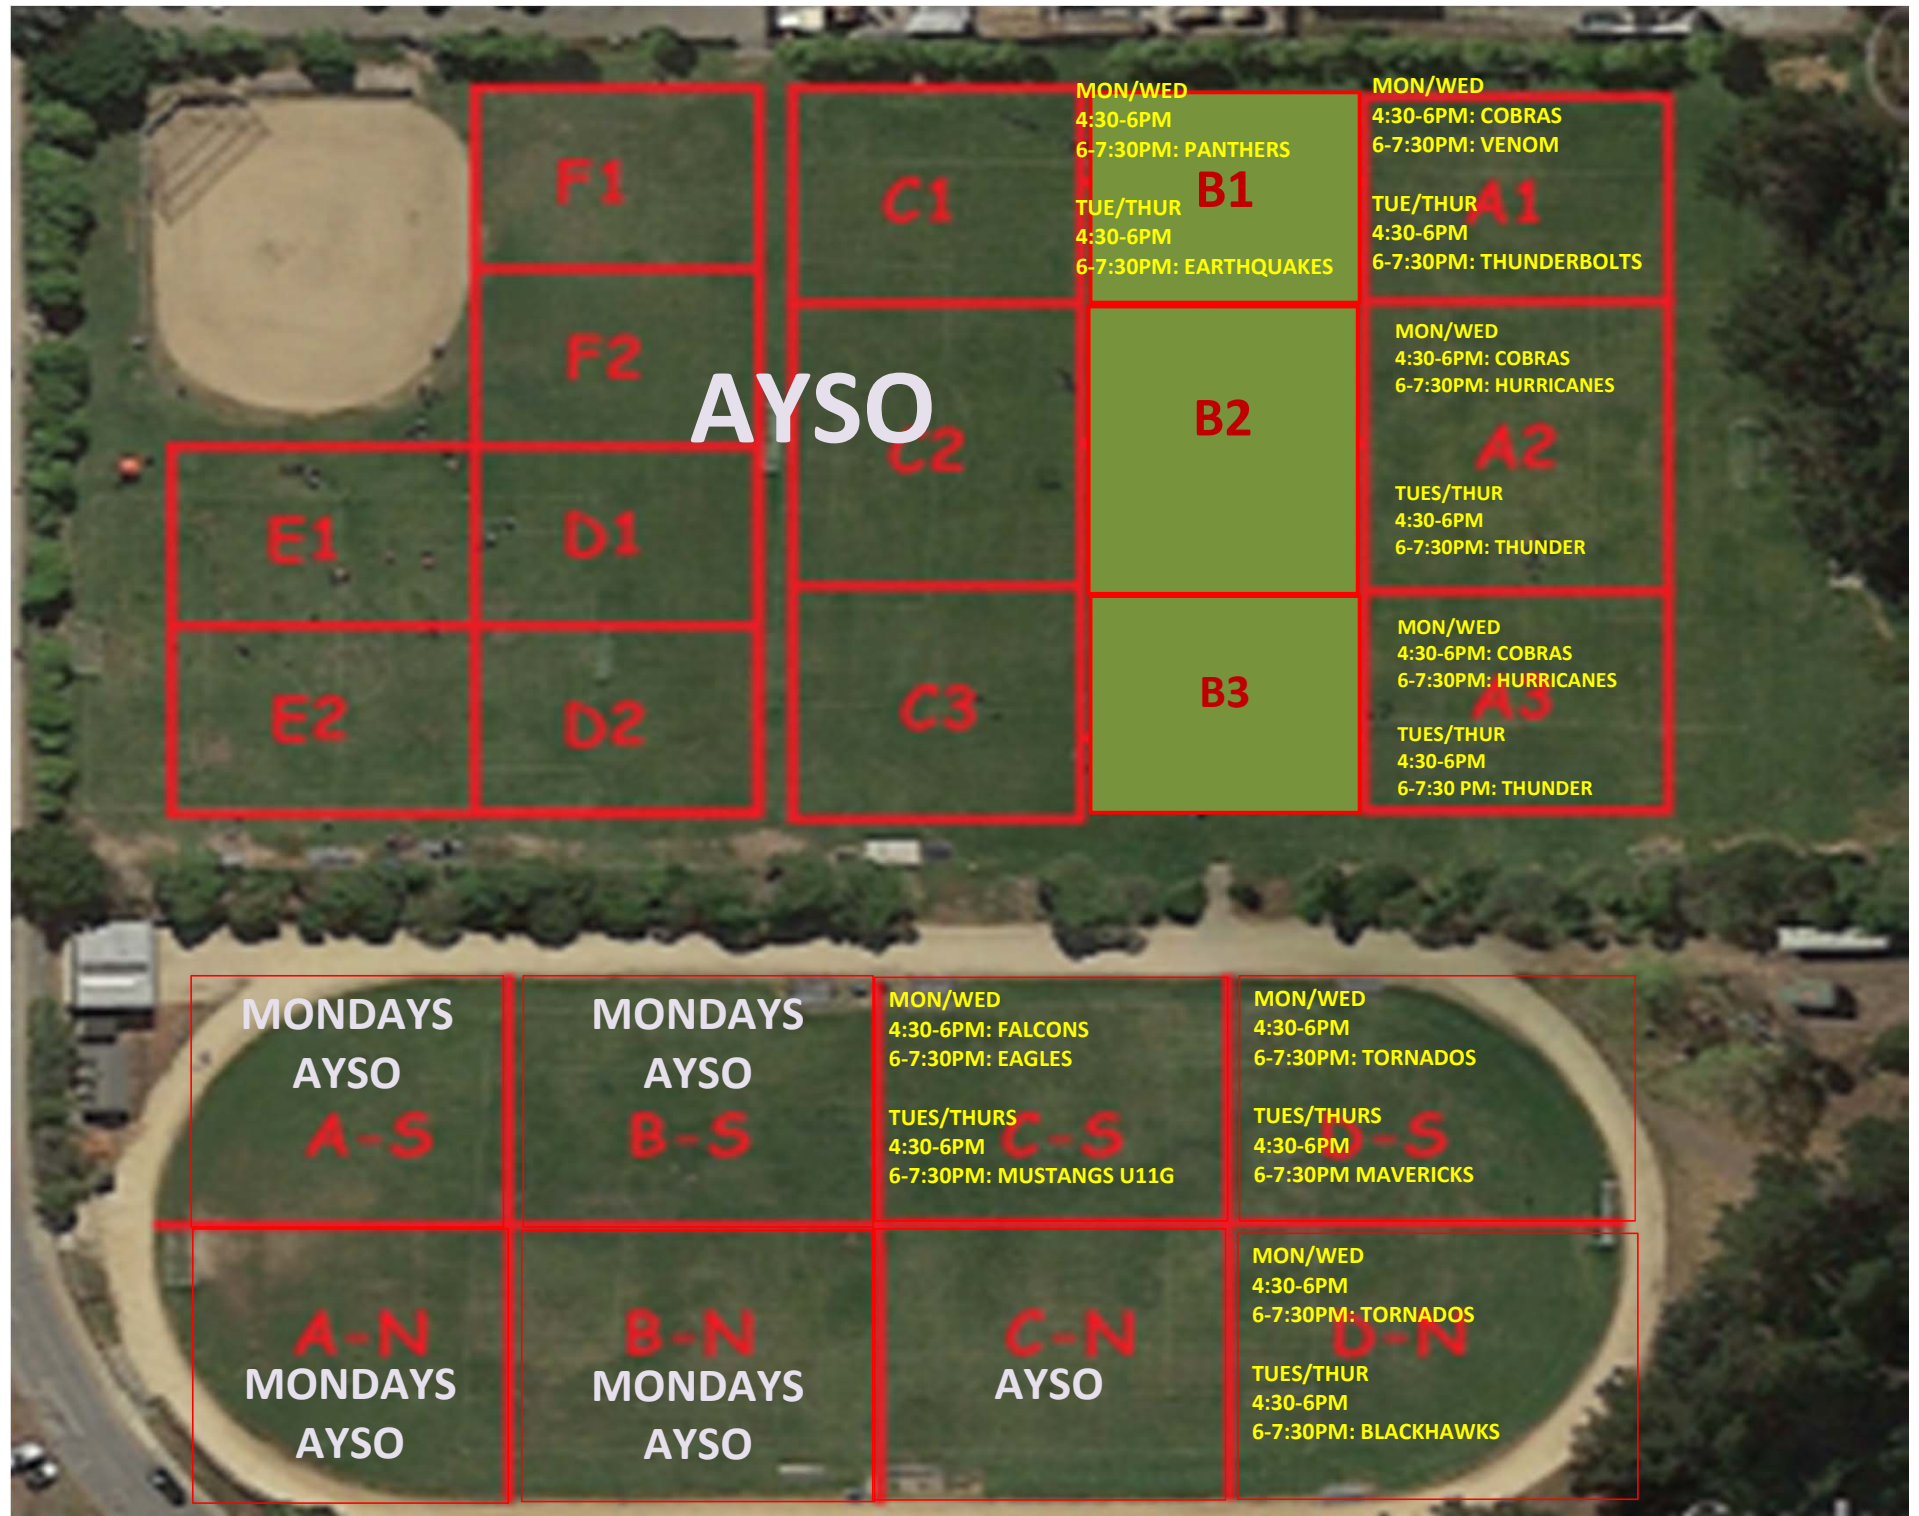 F1
F2
E1
D1
E2
D2
AYSO
C1
C2
C3
MON/WED
4:30-6PM
6-7:30PM: PANTHERS
B1
TUE/THUR
4:30-6PM
6-7:30PM: EARTHQUAKES
B2
B3
MON/WED
4:30-6PM: COBRAS
6-7:30PM: VENOM
A1
TUE/THUR
4:30-6PM
6-7:30PM: THUNDERBOLTS
MON/WED
4:30-6PM: COBRAS
6-7:30PM: HURRICANES
A2
TUES/THUR
4:30-6PM
6-7:30PM: THUNDER
MON/WED
4:30-6PM: COBRAS
6-7:30PM: HURRICANES
A3
TUES/THUR
4:30-6PM
6-7:30 PM: THUNDER
MONDAYS
AYSO
A-S
MONDAYS
AYSO
B-S
MON/WED
4:30-6PM: FALCONS
6-7:30PM: EAGLES
TUES/THURS
C-S
4:30-6PM
6-7:30PM: MUSTANGS U11G
MON/WED
4:30-6PM
6-7:30PM: TORNADOS
TUES/THURS
D-S
4:30-6PM
6-7:30PM MAVERICKS
A-N
MONDAYS
AYSO
B-N
MONDAYS
AYSO
C-N
AYSO
MON/WED
4:30-6PM
6-7:30PM: TORNADOS
D-N
TUES/THUR
4:30-6PM
6-7:30PM: BLACKHAWKS